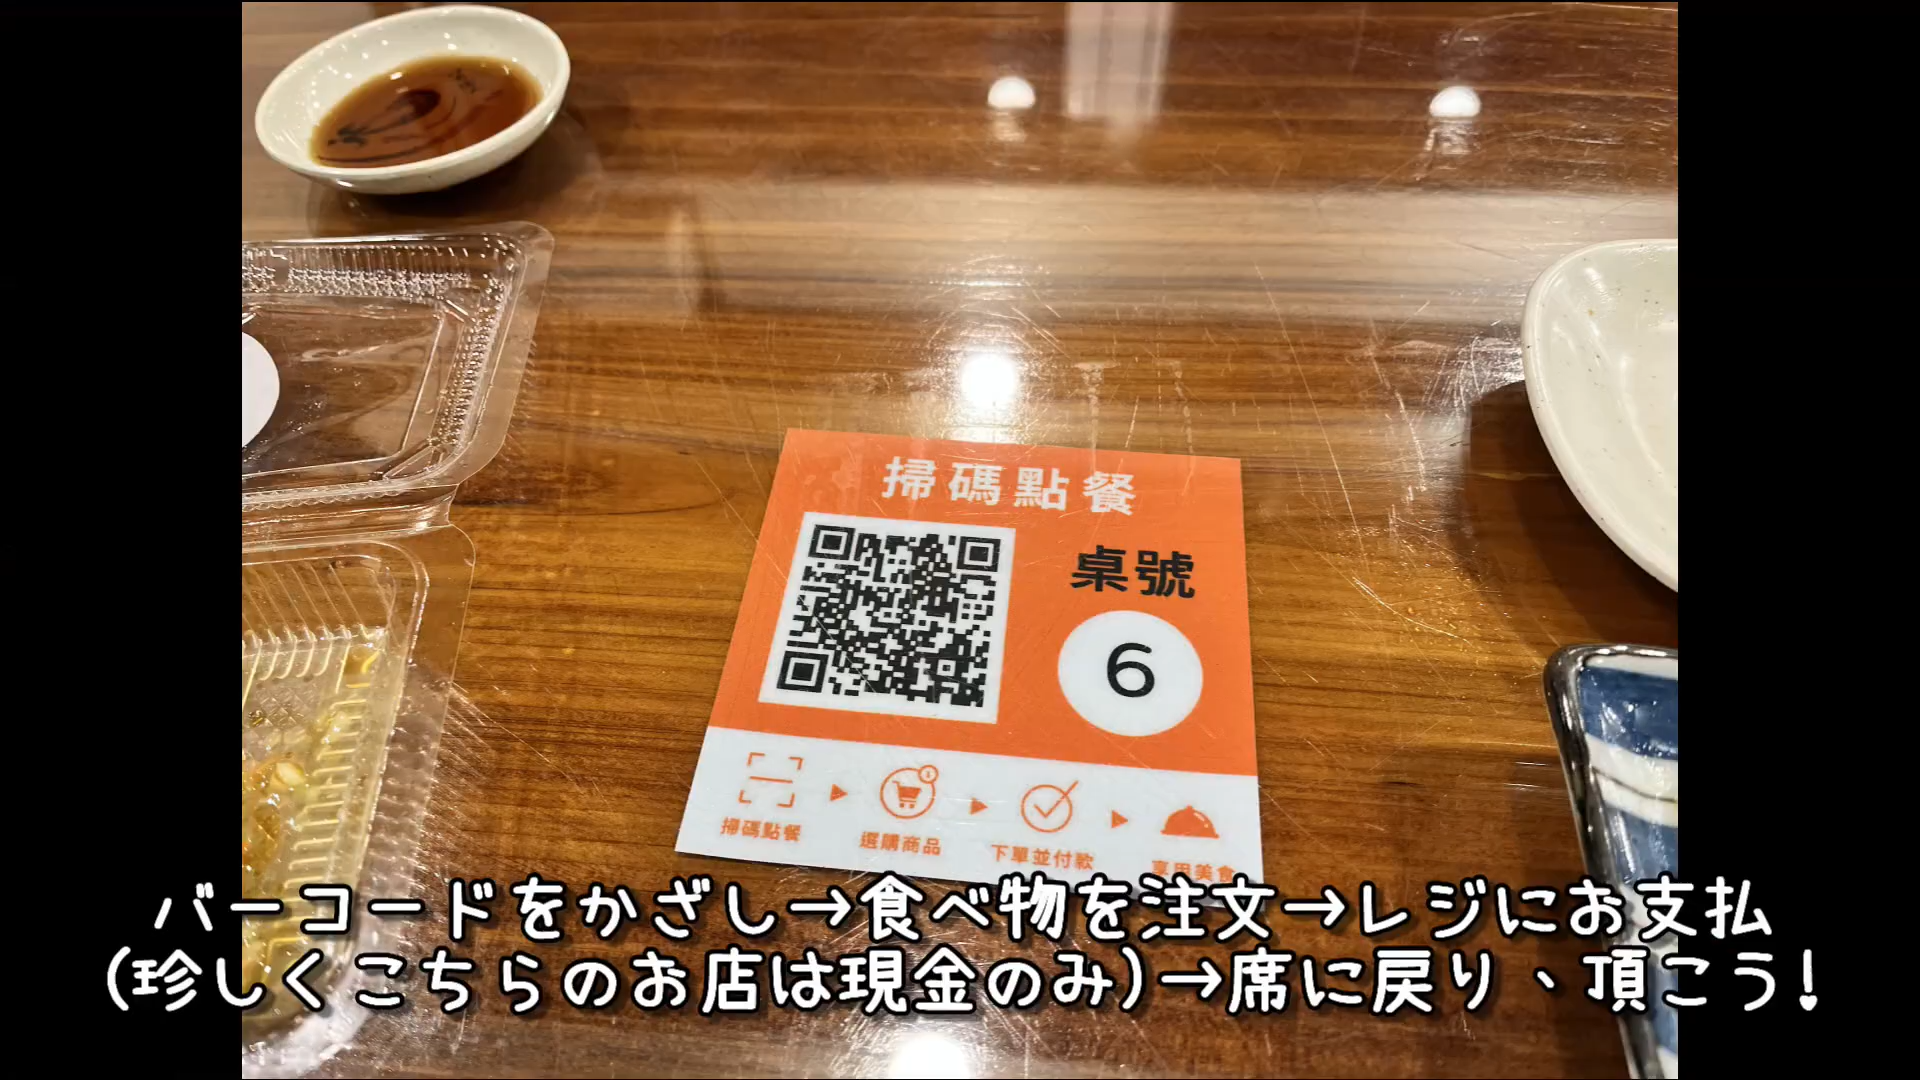 掃碼點餐
桌號
6
掃碼點餐
選購商品
下單並付款
享用美食
バーコードをかざし→食べ物を注文→レジにお支払
(珍しくこちらのお店は現金のみ)→席に戻り、頂こう!